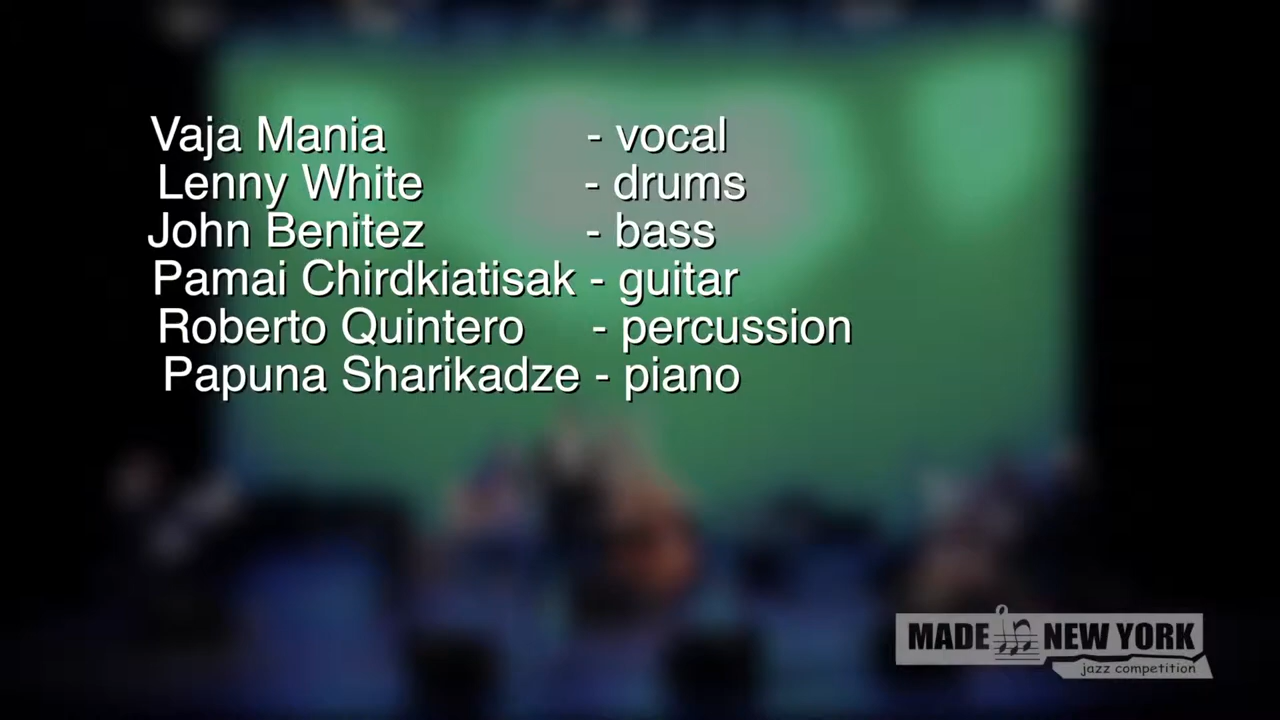 Vaja Mania - vocal
Lenny White - drums
John Benitez - bass
Pamai Chirdkiatisak - guitar
Roberto Quintero - percussion
Papuna Sharikadze - piano
MADE in NEW YORK
jazz competition